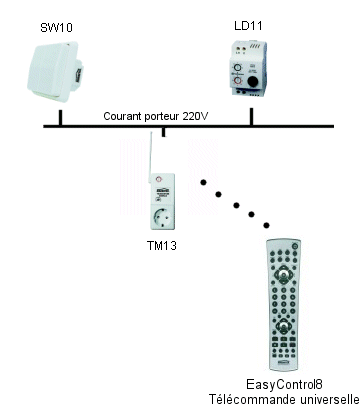 SW10
LD11
Courant porteur 220V
TM13
EasyControl8
Télécommande universelle